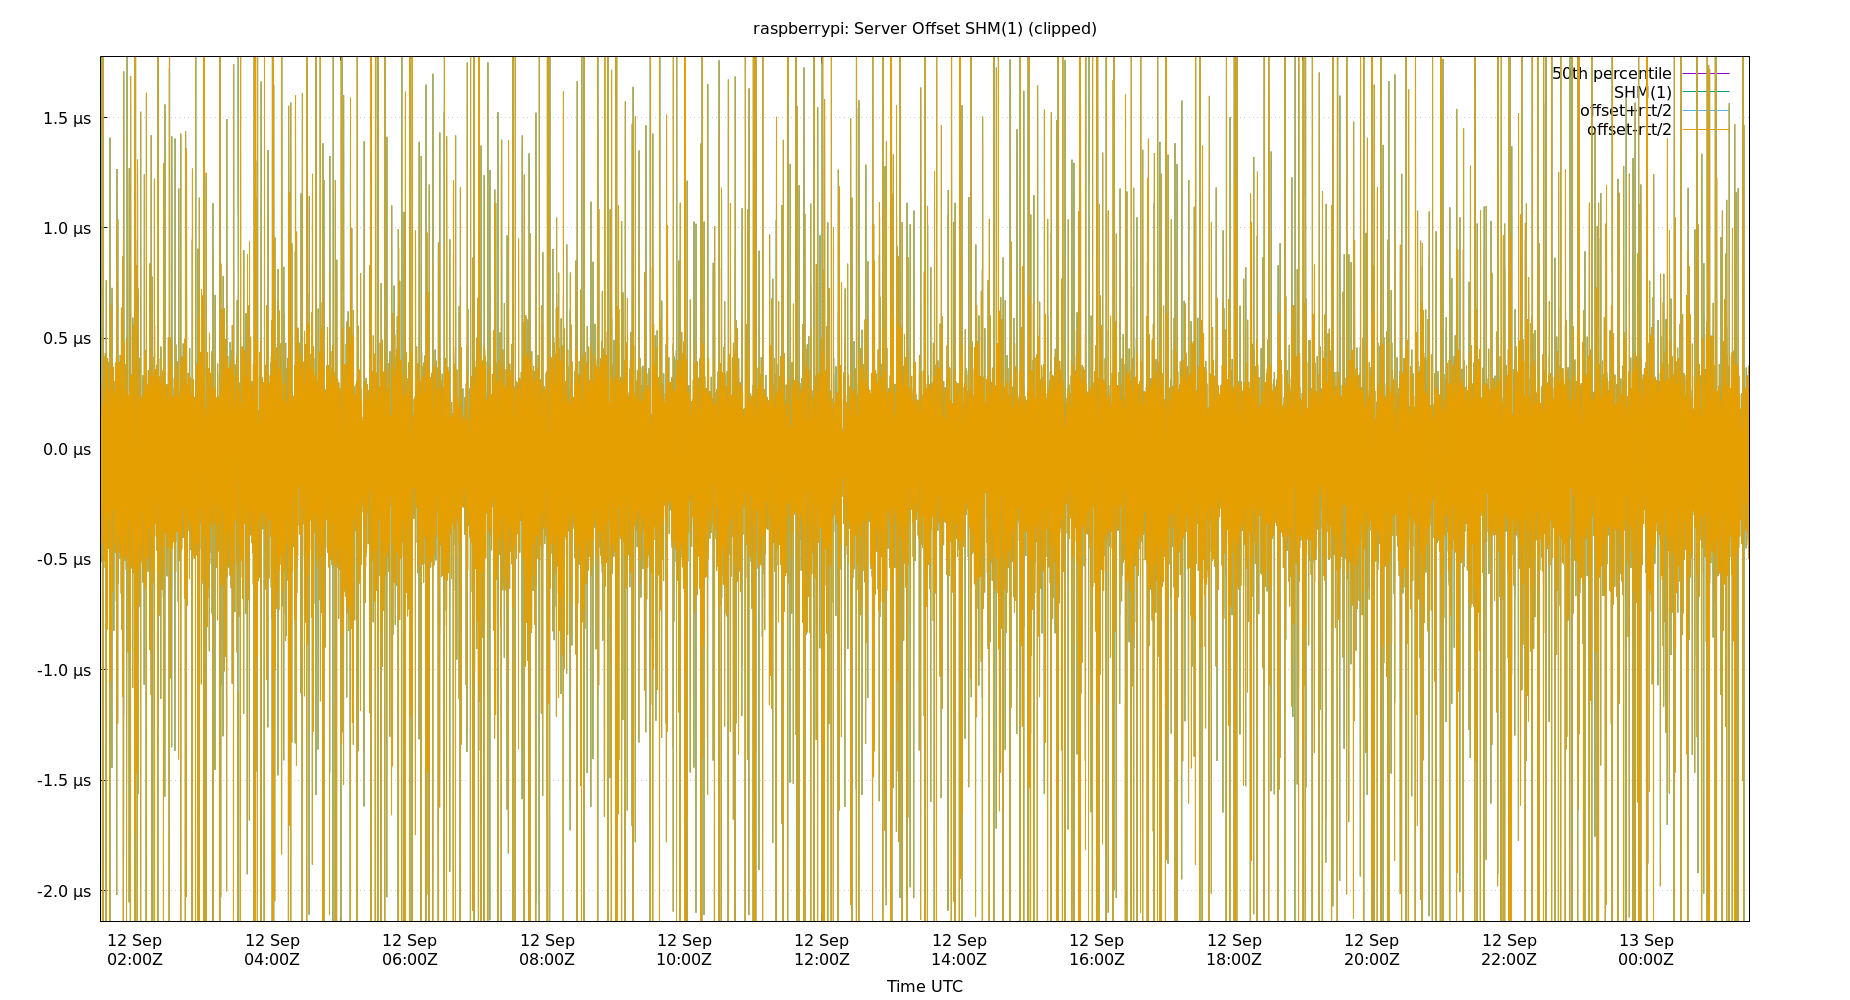 raspberrypi: Server Offset SHM(1) (clipped)
50th percentile
SHM(1)
offset+rtt/2
offset-rtt/2
1.5 µs
1.0 µs
0.5 µs
0.0 µs
-0.5 µs
-1.0 µs
-1.5 µs
-2.0 µs
12 Sep 12 Sep 12 Sep 12 Sep 12 Sep 12 Sep 12 Sep 12 Sep 12 Sep 12 Sep 12 Sep 13 Sep
02:00Z 04:00Z 06:00Z 08:00Z 10:00Z 12:00Z 14:00Z 16:00Z 18:00Z 20:00Z 22:00Z 00:00Z
Time UTC